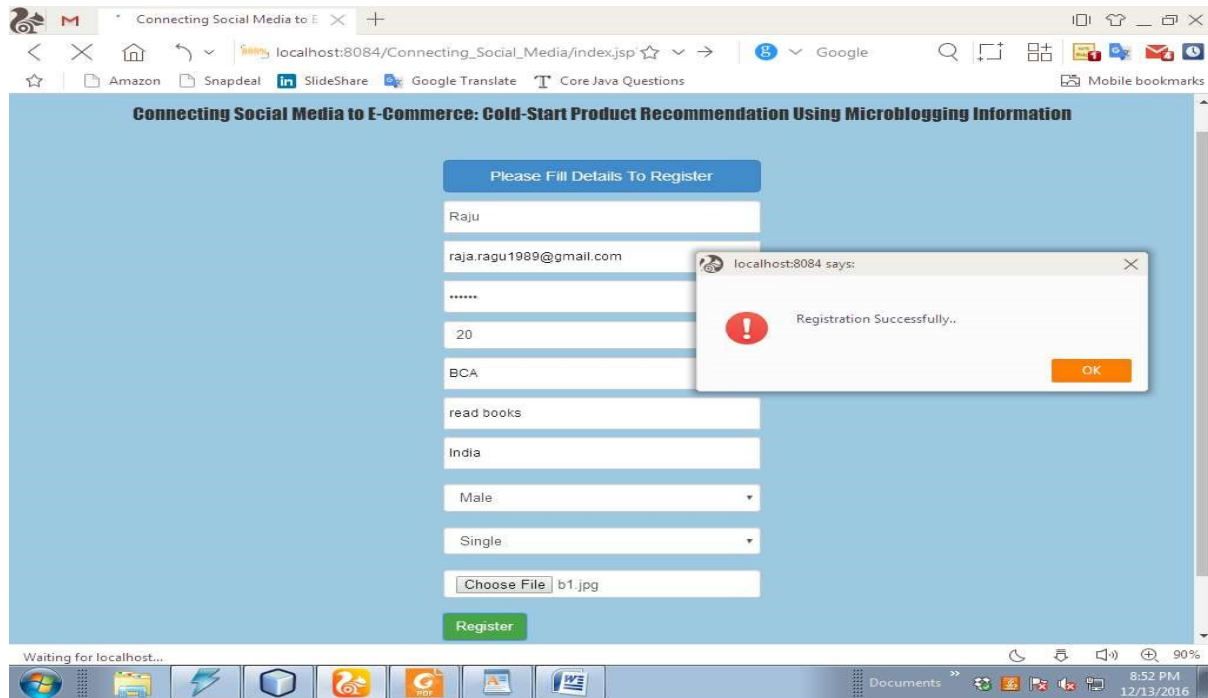 Connecting Social Media to E
localhost:8084/Connecting_Social_Media/index.jsp
Google
Amazon
Snapdeal
SlideShare
Google Translate
Core Java Questions
Mobile bookmarks
Connecting Social Media to E-Commerce: Cold-Start Product Recommendation Using Microblogging Information
Please Fill Details To Register
Raju
raja.ragu1989@gmail.com
••••••
20
BCA
read books
India
Male
Single
Choose File b1.jpg
Register
localhost:8084 says:
Registration Successfully..
OK
Waiting for localhost...
90%
Documents
8:52 PM
12/13/2016